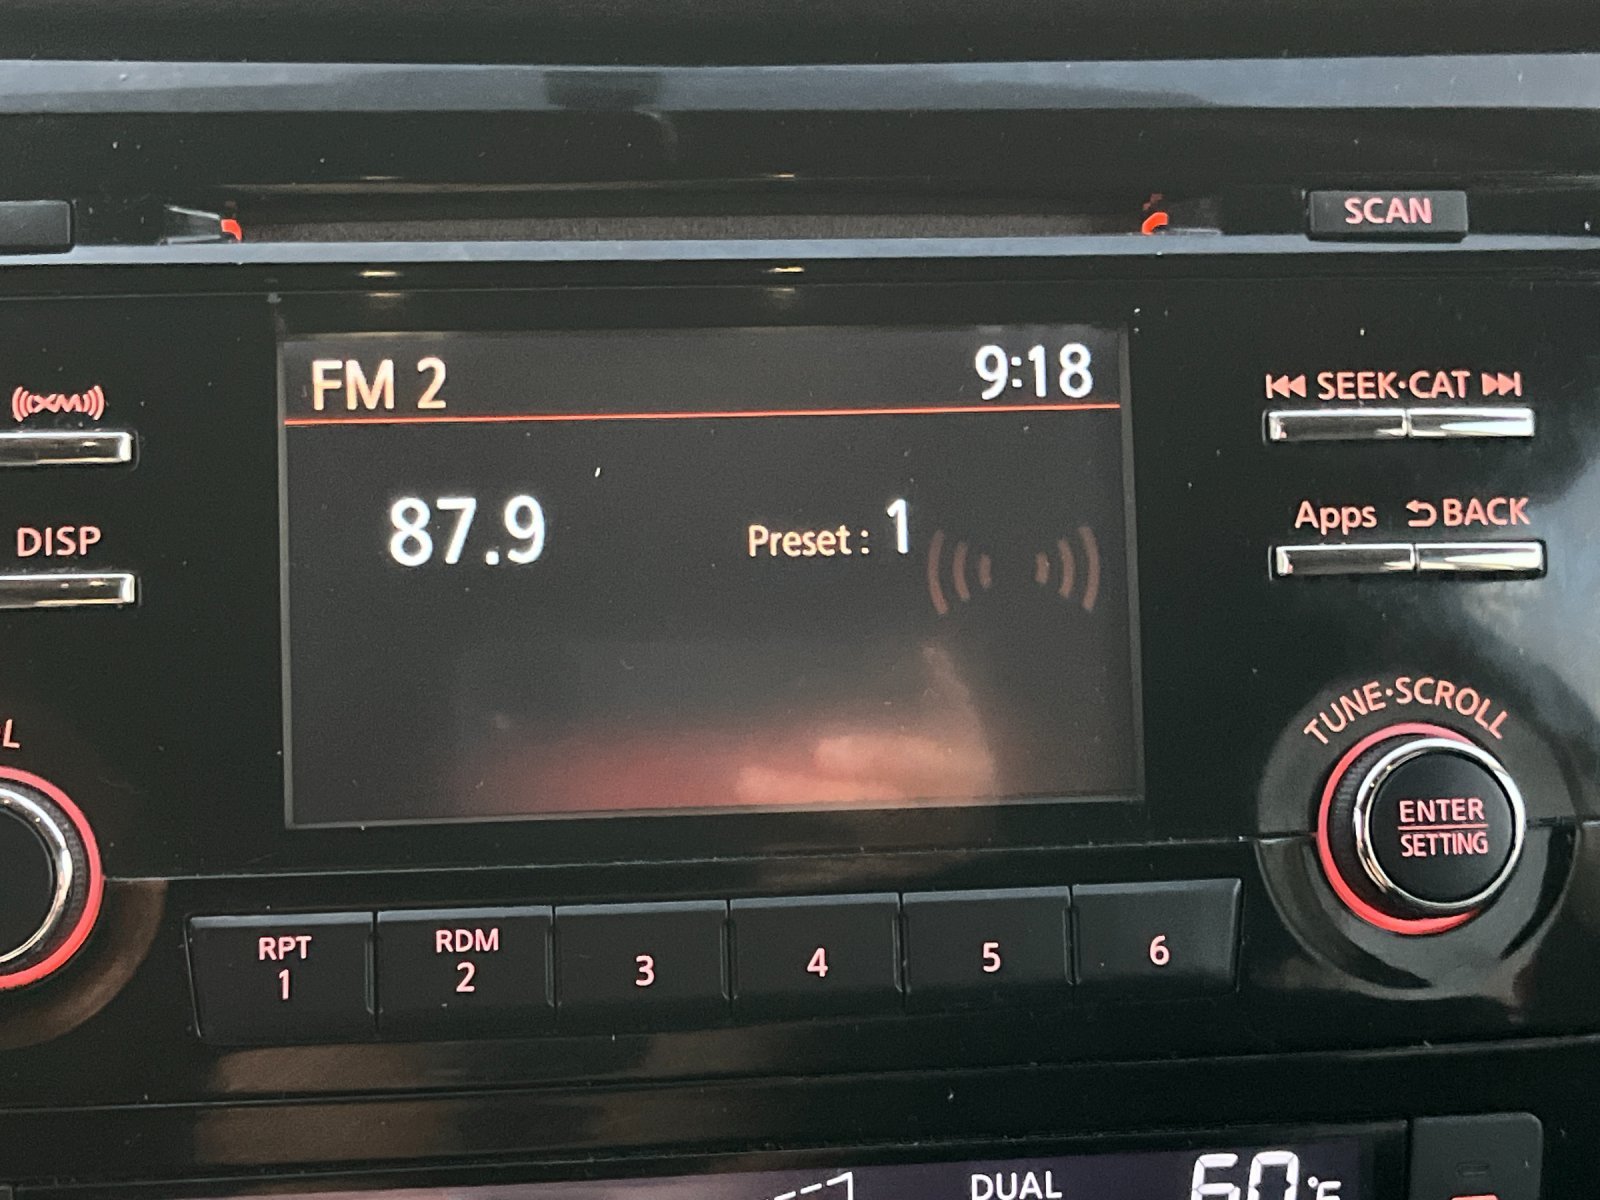 SCAN
FM 2 9:18
XM
SEEK·CAT
87.9 Preset : 1
Apps BACK
DISP
TUNE·SCROLL
L
ENTER
SETTING
RPT
1
RDM
2
3
4
5
6
DUAL 60°F